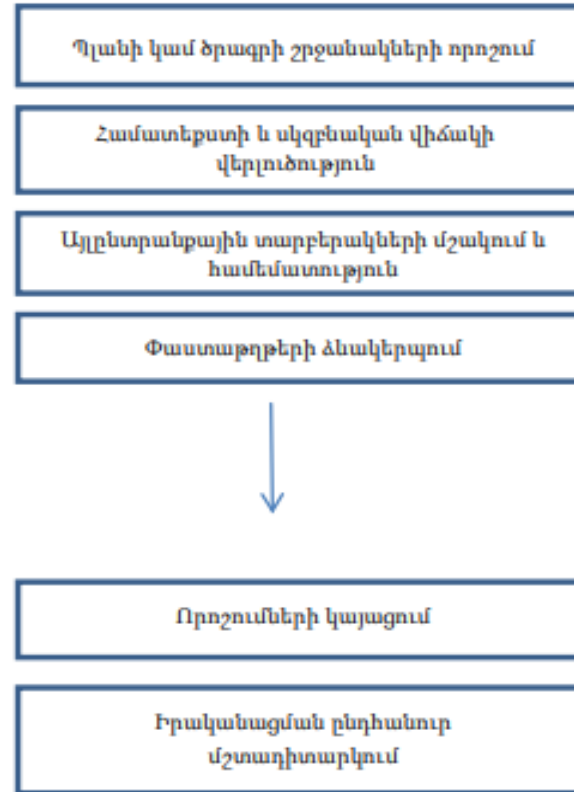 Պլանի կամ ծրագրի շրջանակների որոշում
Համատեքստի և սկզբնական վիճակի
վերլուծություն
Այլընտրանքային տարբերակների մշակում և
համեմատություն
Փաստաթղթերի ձևակերպում
Որոշումների կայացում
Իրականացման ընդհանուր
մշտադիտարկում